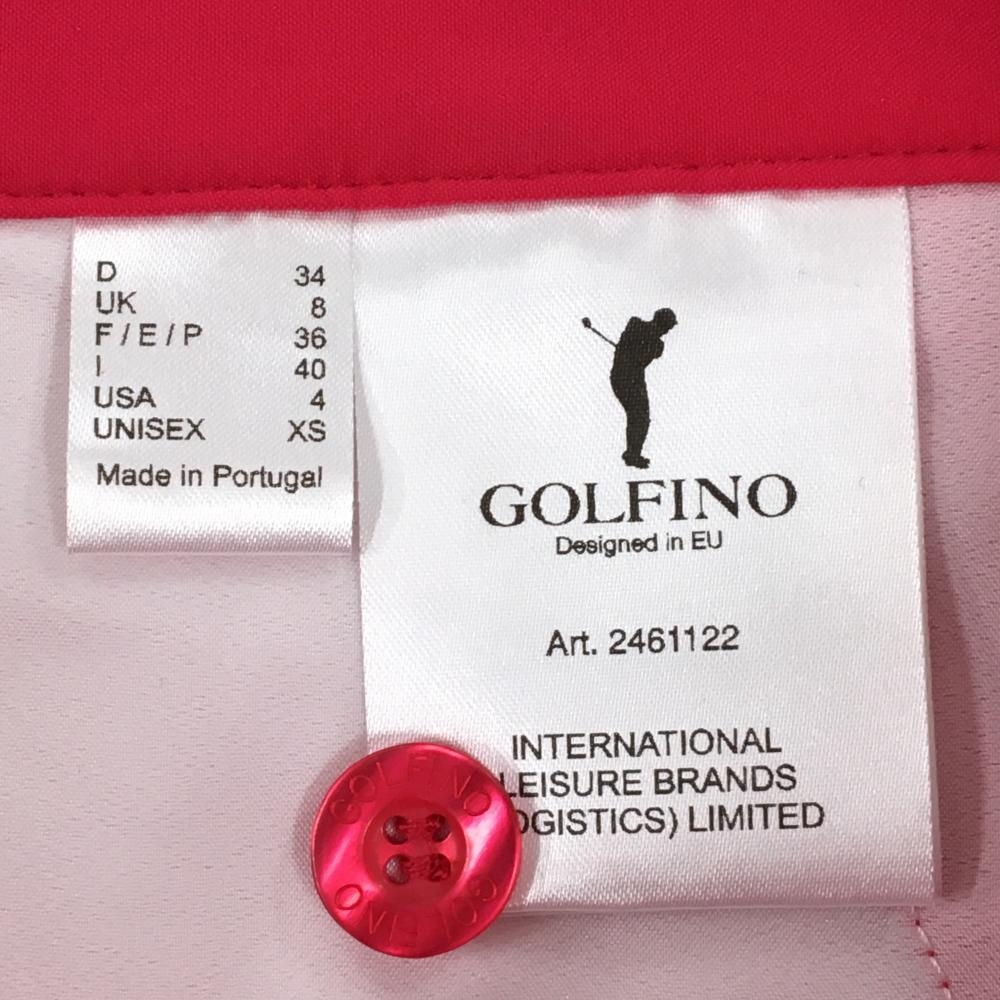 D 34
UK 8
F / E / P 36
I 40
USA 4
UNISEX XS
Made in Portugal
GOLFINO
Designed in EU
Art. 2461122
INTERNATIONAL
LEISURE BRANDS
OGISTICS) LIMITED
GOLFINO
GOLFINO